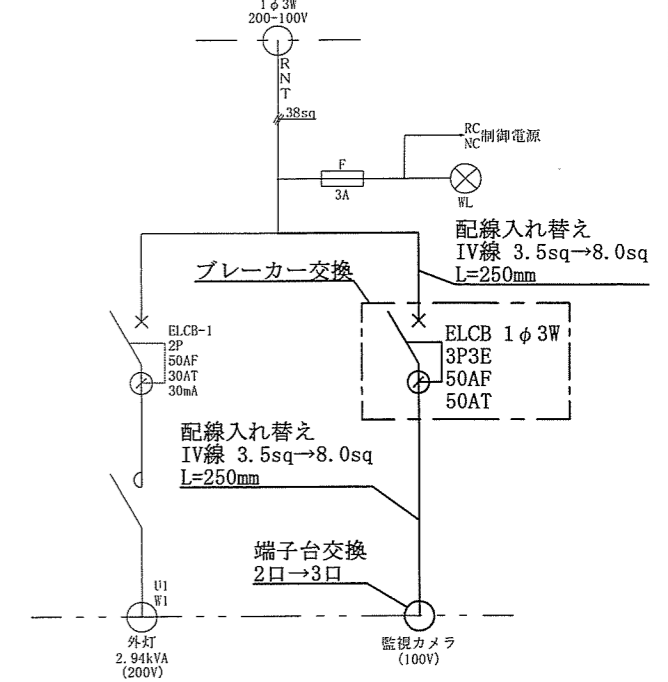 1φ3W
200-100V
R
N
T
38sq
RC
NC制御電源
F
3A
WL
配線入れ替え
IV線 3.5sq→8.0sq
L=250mm
ブレーカー交換
ELCB-1
2P
50AF
30AT
30mA
ELCB 1φ3W
3P3E
50AF
50AT
配線入れ替え
IV線 3.5sq→8.0sq
L=250mm
端子台交換
2口→3口
U1
W1
外灯
2.94kVA
(200V)
監視カメラ
(100V)